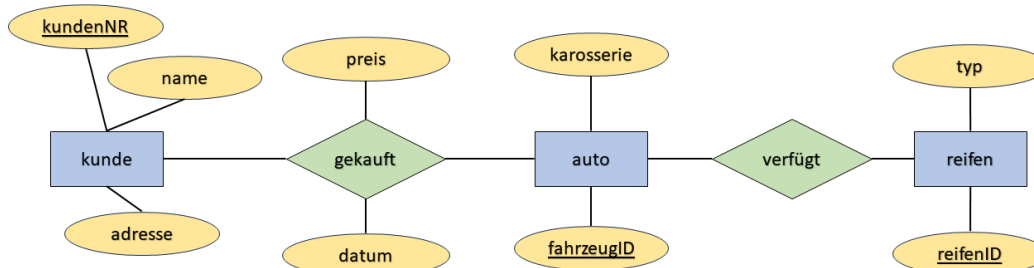 kundenNR
name
preis
karosserie
typ
kunde
gekauft
auto
verfügt
reifen
adresse
datum
fahrzeugID
reifenID